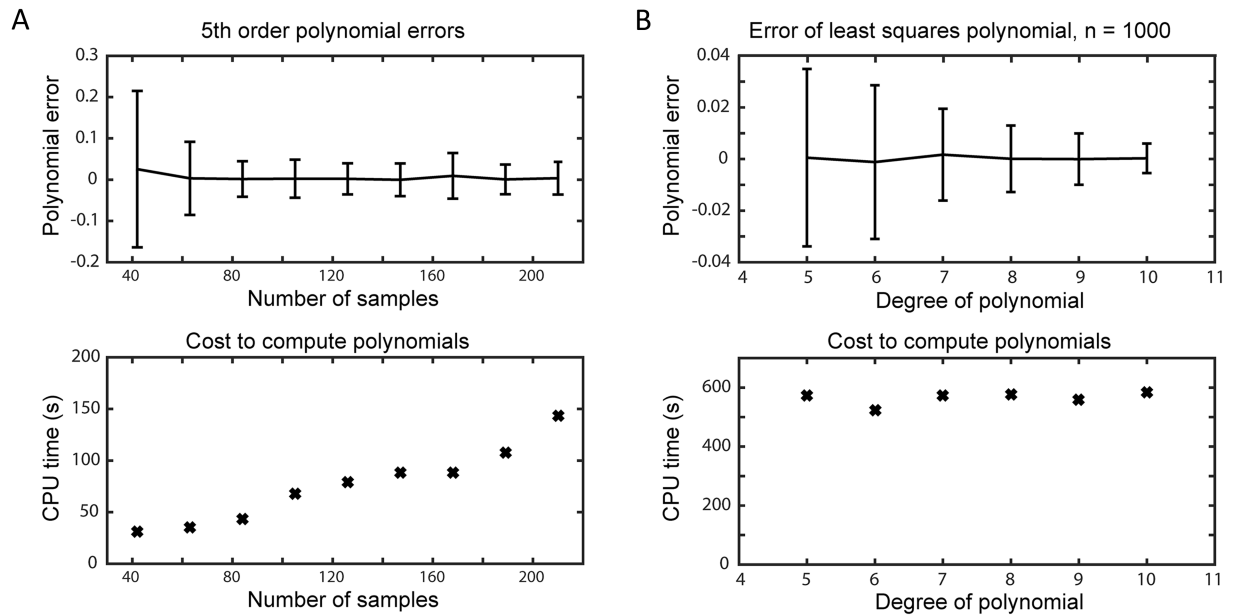 A
5th order polynomial errors
0.3
0.2
0.1
0
-0.1
-0.2
Polynomial error
40 80 120 160 200
Number of samples
Cost to compute polynomials
200
150
100
50
0
CPU time (s)
40 80 120 160 200
Number of samples
B
Error of least squares polynomial, n = 1000
0.04
0.02
0
-0.02
-0.04
Polynomial error
4 5 6 7 8 9 10 11
Degree of polynomial
Cost to compute polynomials
600
400
200
0
CPU time (s)
4 5 6 7 8 9 10 11
Degree of polynomial